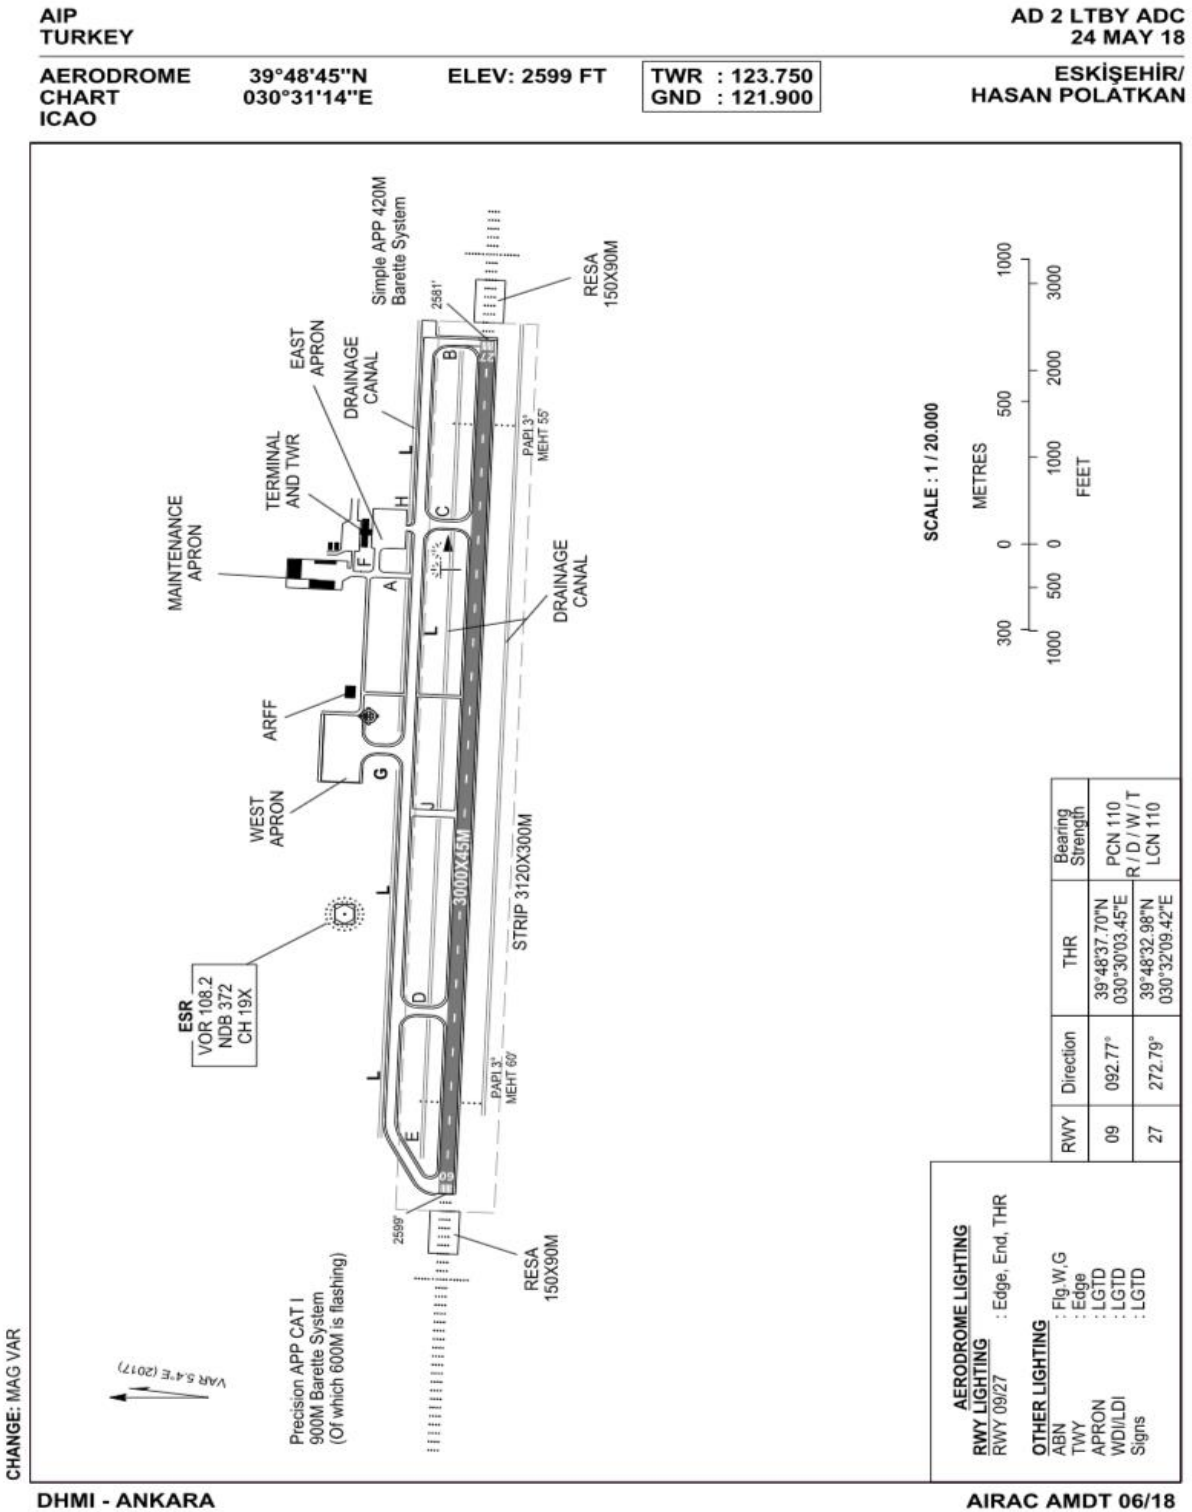 AIP
TURKEY
AD 2 LTBY ADC
24 MAY 18
AERODROME
CHART
ICAO
39°48'45"N
030°31'14"E
ELEV: 2599 FT
TWR : 123.750
GND : 121.900
ESKİŞEHİR/
HASAN POLATKAN
Simple APP 420M
Barette System
RESA
150X90M
2581'
EAST
APRON
DRAINAGE
CANAL
TERMINAL
AND TWR
MAINTENANCE
APRON
B
27
L
PAPI 3°
MEHT 55'
H
C
F
A
L
DRAINAGE
CANAL
ARFF
WEST
APRON
G
J
3000X45M
STRIP 3120X300M
L
ESR
VOR 108.2
NDB 372
CH 19X
D
L
PAPI 3°
MEHT 60'
E
09
2599'
RESA
150X90M
Precision APP CAT I
900M Barette System
(Of which 600M is flashing)
VAR 5.4°E (2017)
CHANGE: MAG VAR
SCALE : 1 / 20.000
METRES
300 0 500 1000
1000 500 0 1000 2000 3000
FEET
RWY Direction THR Bearing
Strength
09 092.77° 39°48'37.70"N
030°30'03.45"E
27 272.79° 39°48'32.98"N
030°32'09.42"E
PCN 110
R / D / W / T
LCN 110
AERODROME LIGHTING
RWY LIGHTING
RWY 09/27 : Edge, End, THR
OTHER LIGHTING
ABN : Flg.W,G
TWY : Edge
APRON : LGTD
WDI/LDI : LGTD
Signs : LGTD
DHMI - ANKARA
AIRAC AMDT 06/18